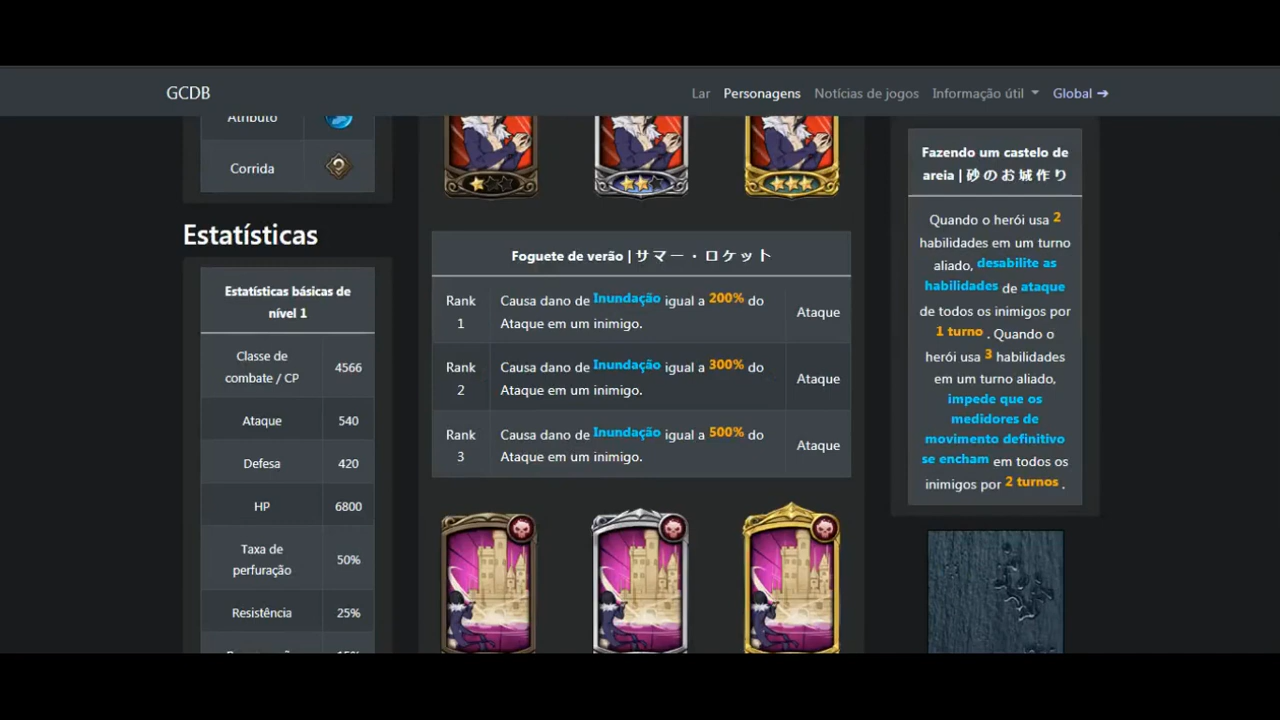 GCDB
Lar Personagens Notícias de jogos Informação útil Global ➔
Atributo
Corrida
Estatísticas
Estatísticas básicas de
nível 1
Classe de
combate / CP 4566
Ataque 540
Defesa 420
HP 6800
Taxa de
perfuração 50%
Resistência 25%
Foguete de verão | サマー・ロケット
Rank
1
Causa dano de Inundação igual a 200% do
Ataque em um inimigo.
Ataque
Rank
2
Causa dano de Inundação igual a 300% do
Ataque em um inimigo.
Ataque
Rank
3
Causa dano de Inundação igual a 500% do
Ataque em um inimigo.
Ataque
Fazendo um castelo de
areia | 砂のお城作り
Quando o herói usa 2
habilidades em um turno
aliado, desabilite as
habilidades de ataque
de todos os inimigos por
1 turno . Quando o
herói usa 3 habilidades
em um turno aliado,
impede que os
medidores de
movimento definitivo
se encham em todos os
inimigos por 2 turnos .